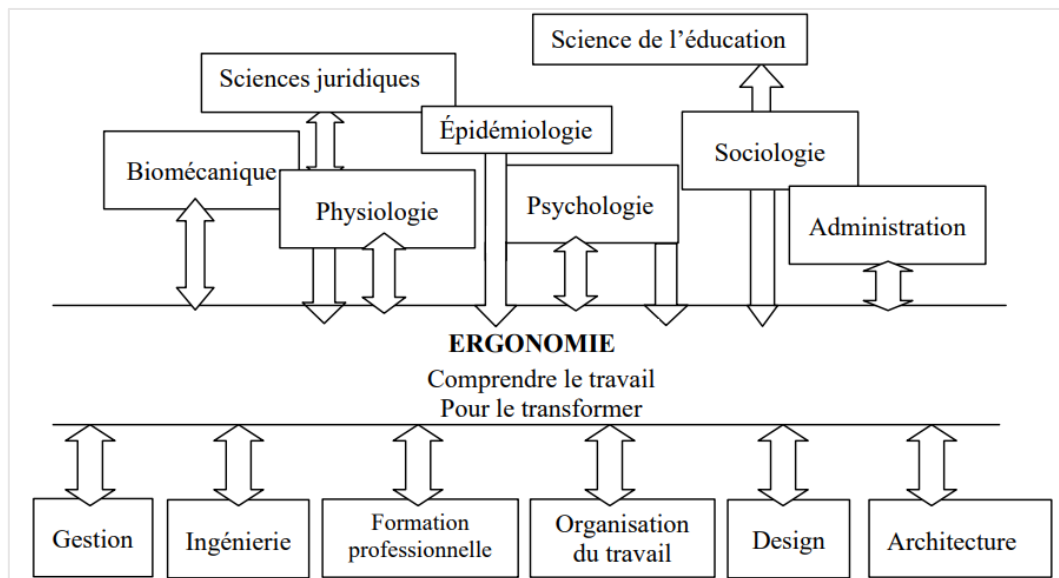 Science de l’éducation
Sciences juridiques
Épidémiologie
Sociologie
Biomécanique
Physiologie
Psychologie
Administration
ERGONOMIE
Comprendre le travail
Pour le transformer
Gestion
Ingénierie
Formation
professionnelle
Organisation
du travail
Design
Architecture